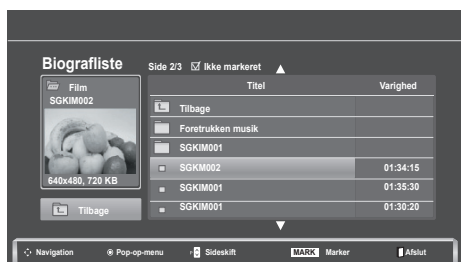 Biografliste
Side 2/3 Ikke markeret
Film
SGKIM002
640x480, 720 KB
Tilbage
Titel Varighed
Tilbage
Foretrukken musik
SGKIM001
SGKM002 01:34:15
SGKIM001 01:35:30
SGKIM001 01:30:20
Navigation Pop-op-menu P Sideskift MARK Marker Afslut